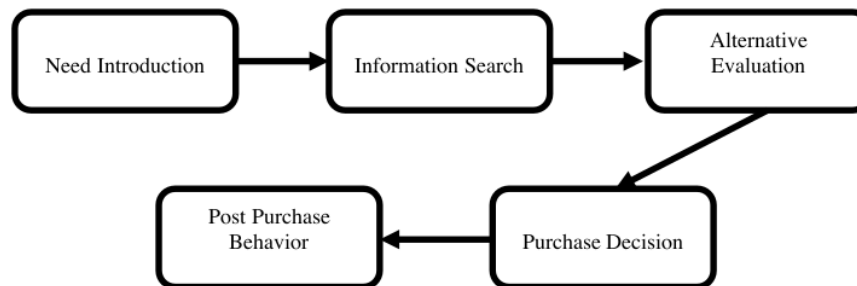 Need Introduction
Information Search
Alternative
Evaluation
Purchase Decision
Post Purchase
Behavior